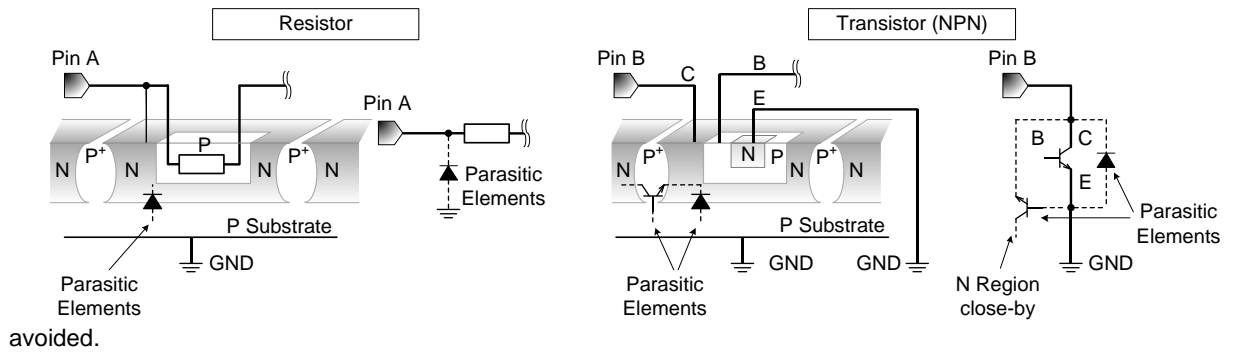 Resistor
Transistor (NPN)
Pin A
Pin B
C
B
E
Pin B
Pin A
N
P+
N
P
N
P+
N
Parasitic
Elements
N
P+
N
N
P
N
P+
N
B
C
E
P Substrate
GND
Parasitic
Elements
P Substrate
GND
GND
Parasitic
Elements
Parasitic
Elements
GND
N Region
close-by
avoided.